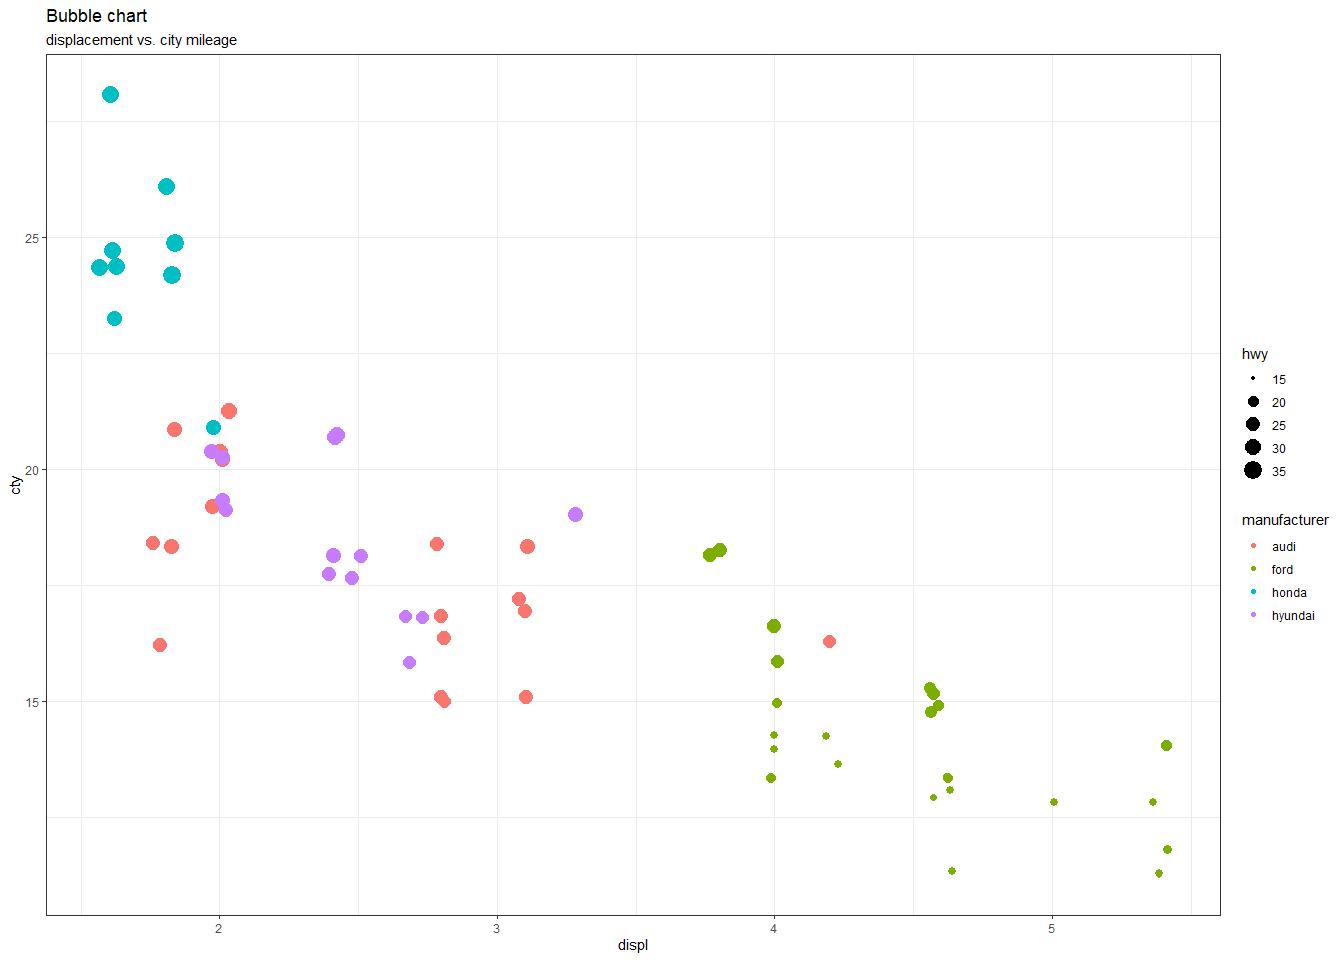 Bubble chart
displacement vs. city mileage
25
20
15
cty
2 3 4 5
displ
hwy
15
20
25
30
35
manufacturer
audi
ford
honda
hyundai